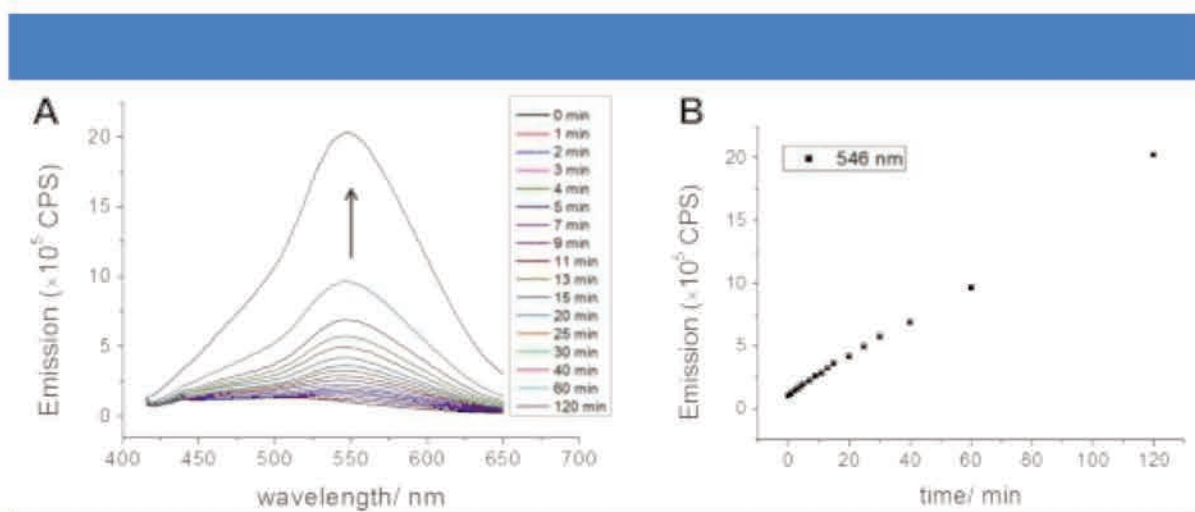 A
Emission (×10⁵ CPS)
20
15
10
5
0
400 450 500 550 600 650 700
wavelength/ nm
0 min
1 min
2 min
3 min
4 min
5 min
7 min
9 min
11 min
13 min
15 min
20 min
25 min
30 min
40 min
60 min
120 min
B
546 nm
Emission (×10⁵ CPS)
20
15
10
5
0
0 20 40 60 80 100 120
time/ min